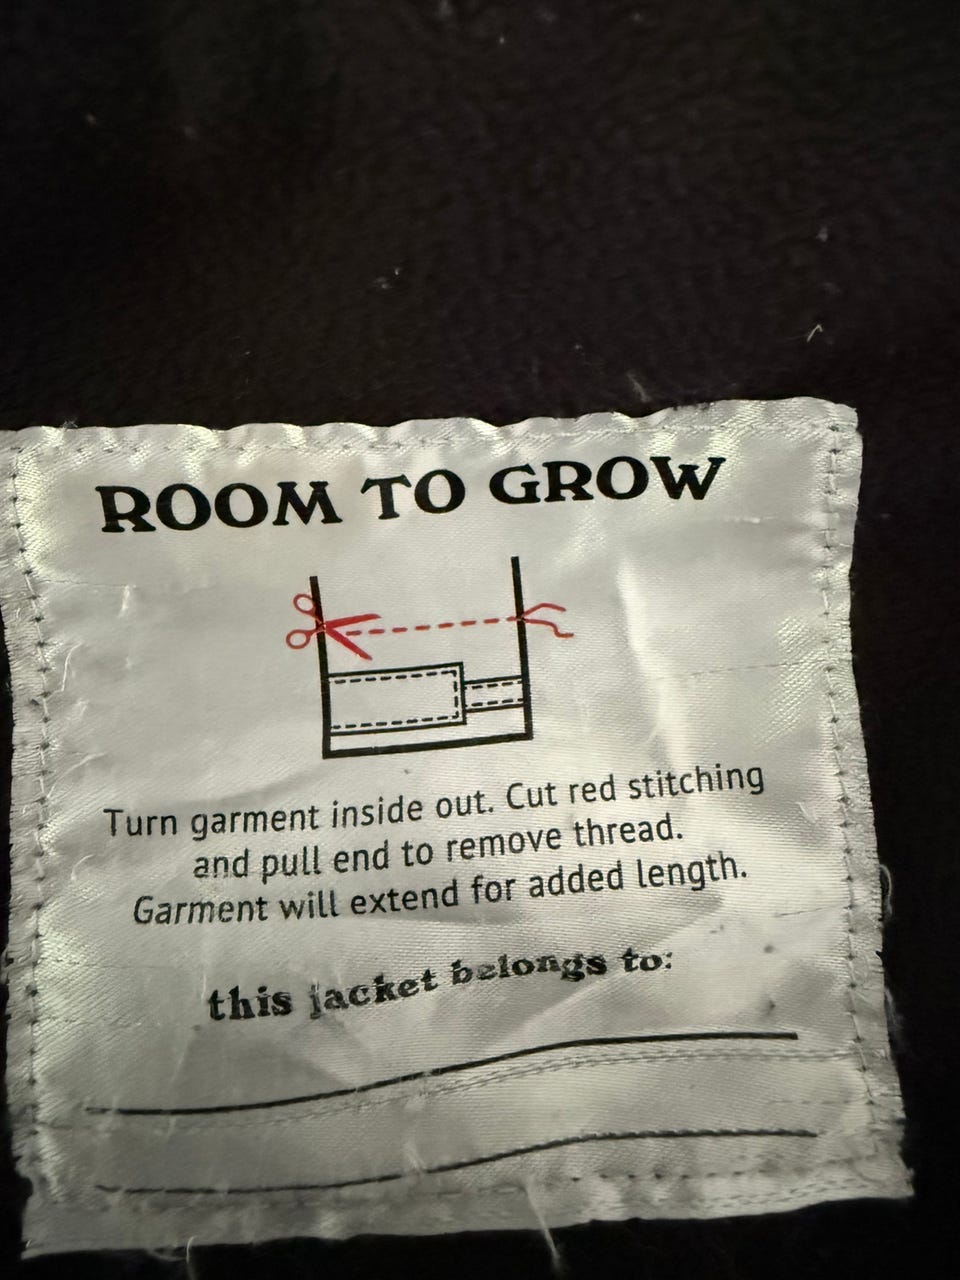 ROOM TO GROW
Turn garment inside out. Cut red stitching
and pull end to remove thread.
Garment will extend for added length.
this jacket belongs to: